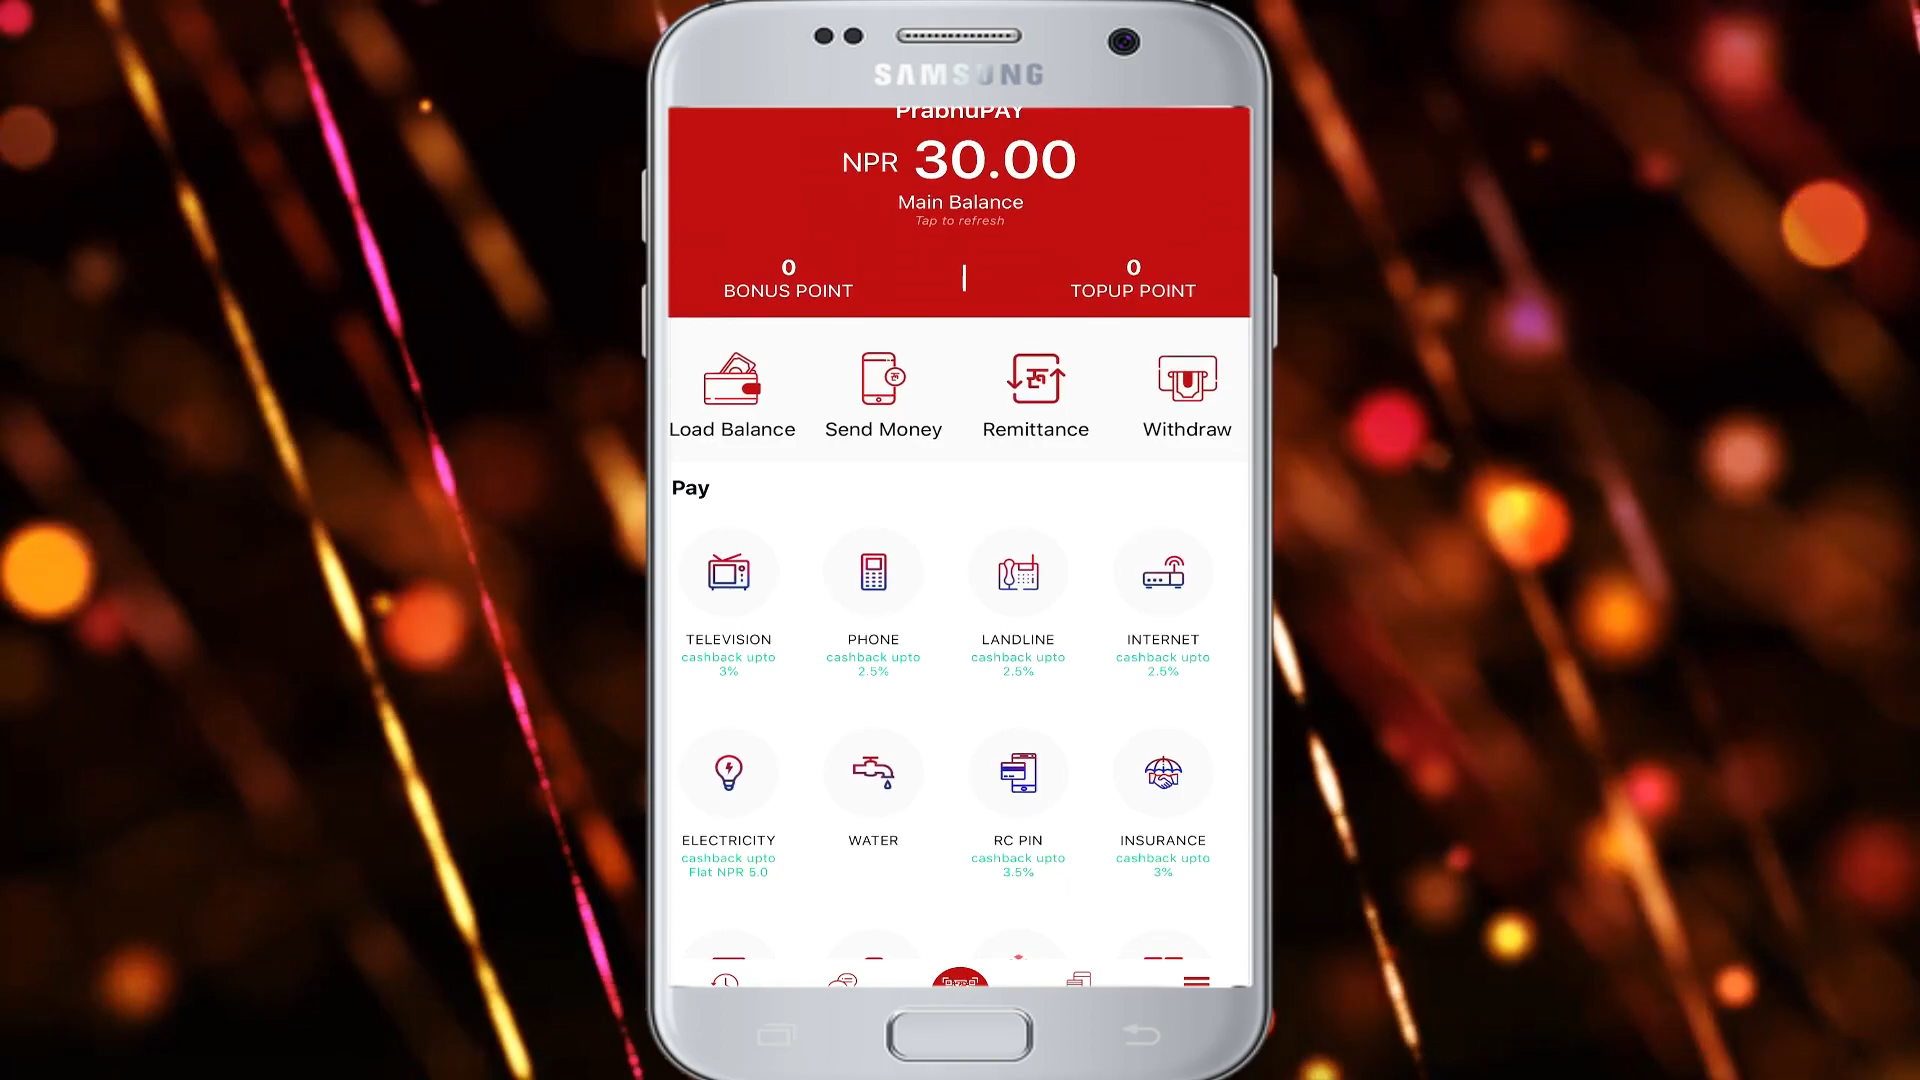 SAMSUNG
PrabhuPAY
NPR 30.00
Main Balance
Tap to refresh
0
BONUS POINT
0
TOPUP POINT
रू
रू
Load Balance
Send Money
Remittance
Withdraw
Pay
TELEVISION
cashback upto
3%
PHONE
cashback upto
2.5%
LANDLINE
cashback upto
2.5%
INTERNET
cashback upto
2.5%
ELECTRICITY
cashback upto
Flat NPR 5.0
WATER
RC PIN
cashback upto
3.5%
INSURANCE
cashback upto
3%